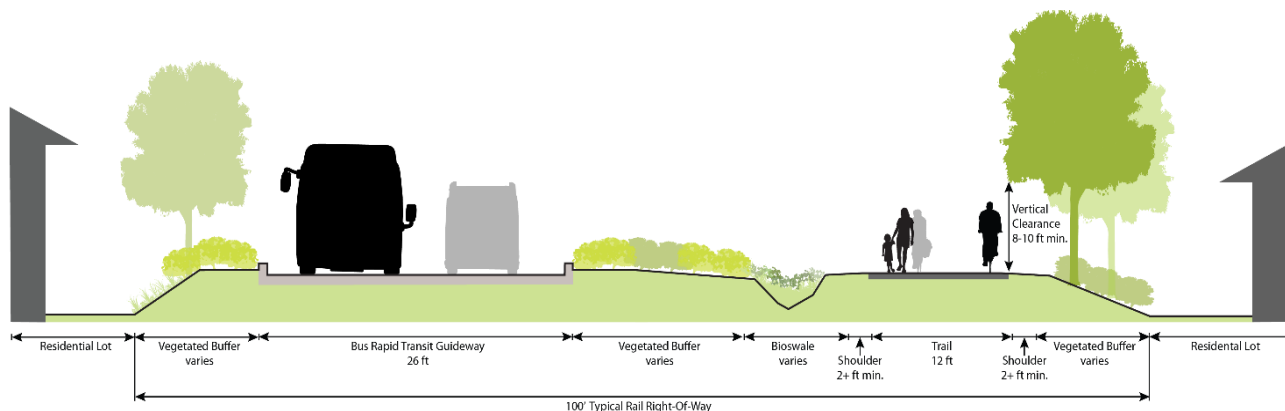 Vertical
Clearance
8-10 ft min.
Residential Lot
Vegetated Buffer
varies
Bus Rapid Transit Guideway
26 ft
Vegetated Buffer
varies
Bioswale
varies
Shoulder
2+ ft min.
Trail
12 ft
Shoulder
2+ ft min.
Vegetated Buffer
varies
Residential Lot
100' Typical Rail Right-Of-Way